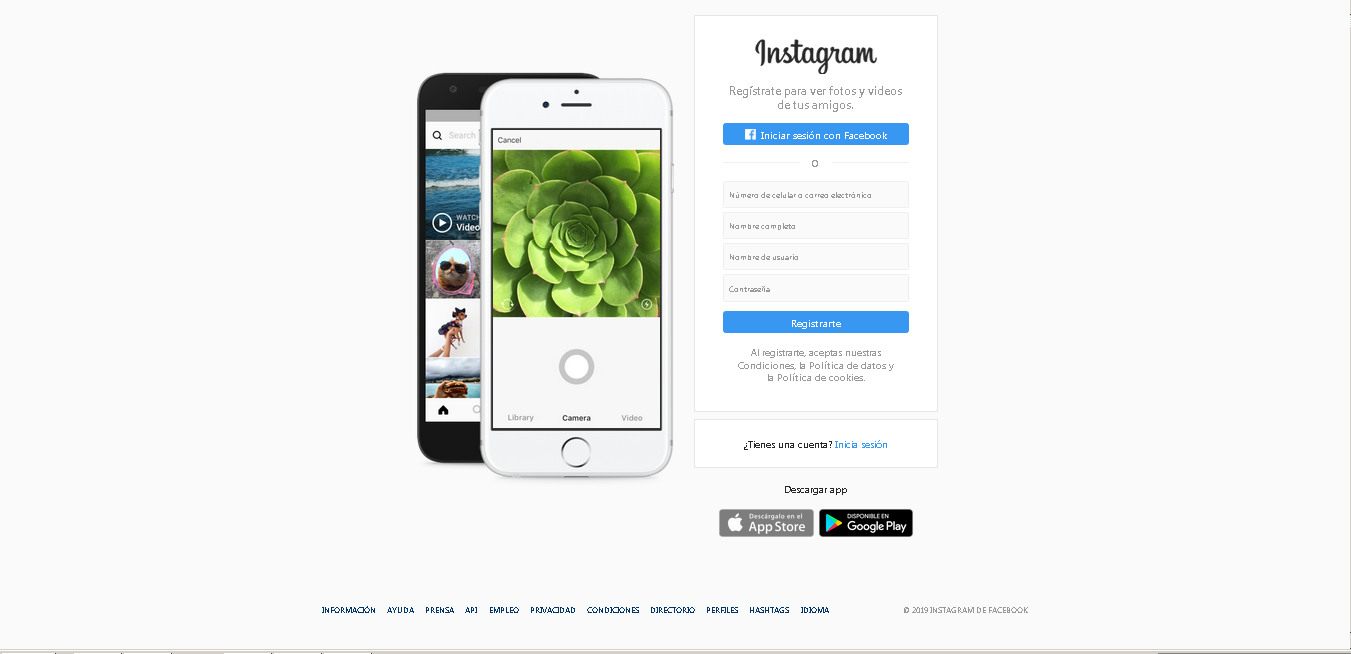 Search
WATCH
Video
Cancel
Library Camera Video
Instagram
Regístrate para ver fotos y videos
de tus amigos.
Iniciar sesión con Facebook
O
Número de celular o correo electrónico
Nombre completo
Nombre de usuario
Contraseña
Registrarte
Al registrarte, aceptas nuestras
Condiciones, la Política de datos y
la Política de cookies.
¿Tienes una cuenta? Inicia sesión
Descargar app
Descárgalo en el
App Store
DISPONIBLE EN
Google Play
INFORMACIÓN AYUDA PRENSA API EMPLEO PRIVACIDAD CONDICIONES DIRECTORIO PERFILES HASHTAGS IDIOMA © 2019 INSTAGRAM DE FACEBOOK